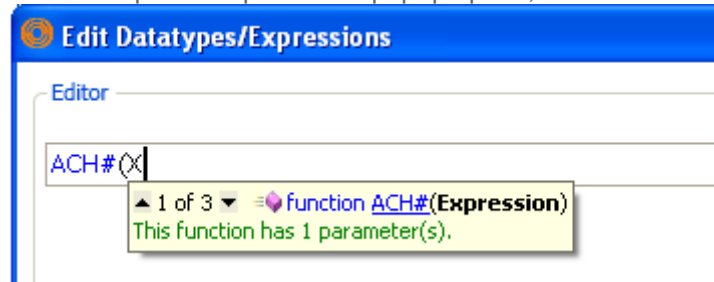 Edit Datatypes/Expressions
Editor
ACH#(X
1 of 3 function ACH#(Expression)
This function has 1 parameter(s).